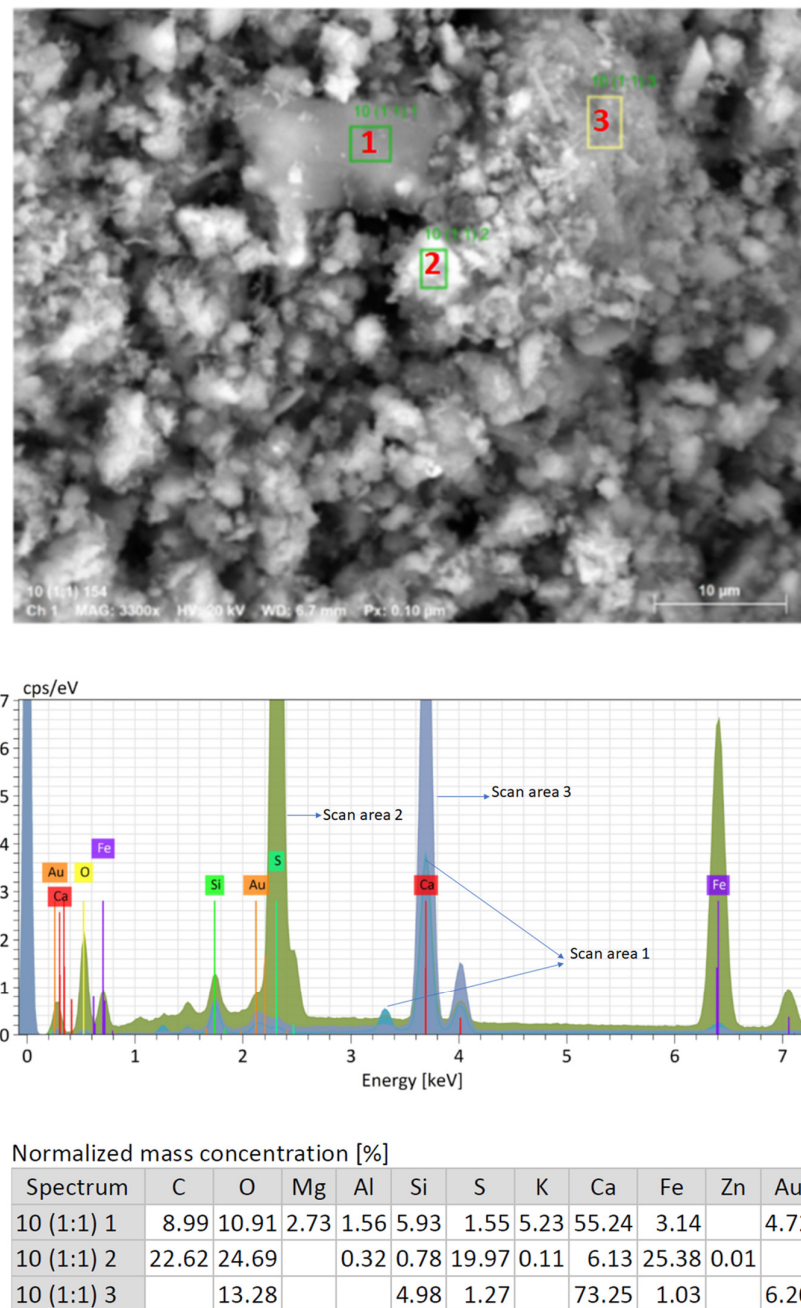 10 (1:1) 1
1
10 (1:1) 3
3
10 (1:1) 2
2
10 (1:1) 154
Ch 1 MAG: 3300x HV: 20 kV WD: 6.7 mm Px: 0.10 µm
10 µm
cps/eV
7
6
5
4
3
2
1
0
Au
Ca
O
Fe
Si
Au
S
Ca
Fe
Scan area 2
Scan area 3
Scan area 1
0 1 2 3 4 5 6 7
Energy [keV]
Normalized mass concentration [%]
Spectrum C O Mg Al Si S K Ca Fe Zn Au
10 (1:1) 1 8.99 10.91 2.73 1.56 5.93 1.55 5.23 55.24 3.14
10 (1:1) 2 22.62 24.69 0.32 0.78 19.97 0.11 6.13 25.38 0.01
10 (1:1) 3 13.28 4.98 1.27 73.25 1.03